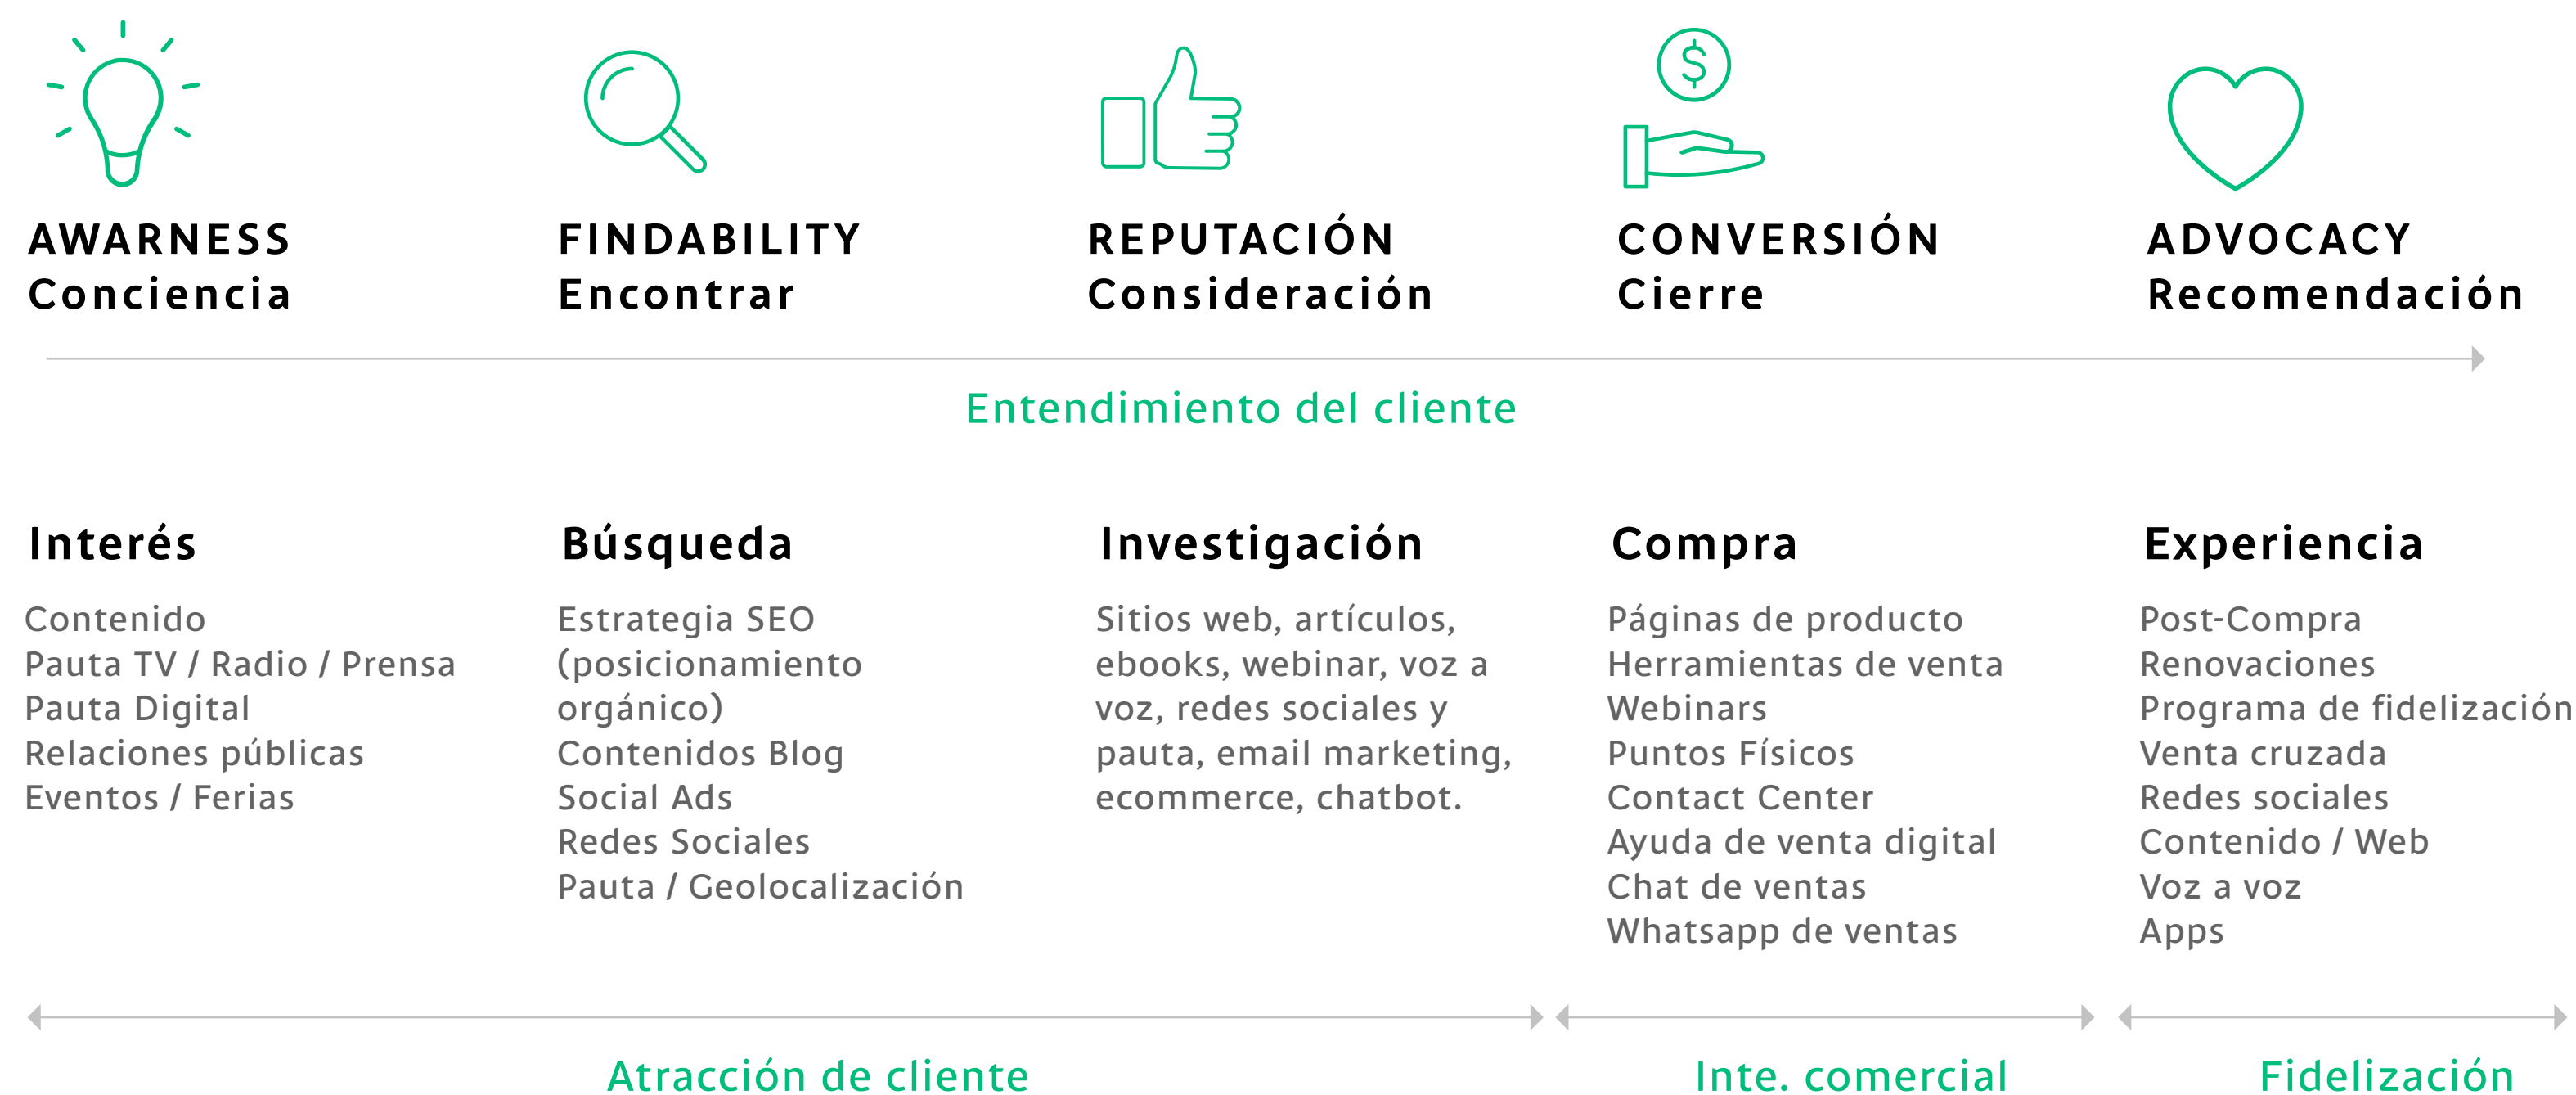 AWARNESS
Conciencia
FINDABILITY
Encontrar
REPUTACIÓN
Consideración
CONVERSIÓN
Cierre
ADVOCACY
Recomendación
Entendimiento del cliente
Interés
Contenido
Pauta TV / Radio / Prensa
Pauta Digital
Relaciones públicas
Eventos / Ferias
Búsqueda
Estrategia SEO
(posicionamiento
orgánico)
Contenidos Blog
Social Ads
Redes Sociales
Pauta / Geolocalización
Investigación
Sitios web, artículos,
ebooks, webinar, voz a
voz, redes sociales y
pauta, email marketing,
ecommerce, chatbot.
Compra
Páginas de producto
Herramientas de venta
Webinars
Puntos Físicos
Contact Center
Ayuda de venta digital
Chat de ventas
Whatsapp de ventas
Experiencia
Post-Compra
Renovaciones
Programa de fidelización
Venta cruzada
Redes sociales
Contenido / Web
Voz a voz
Apps
Atracción de cliente
Inte. comercial
Fidelización